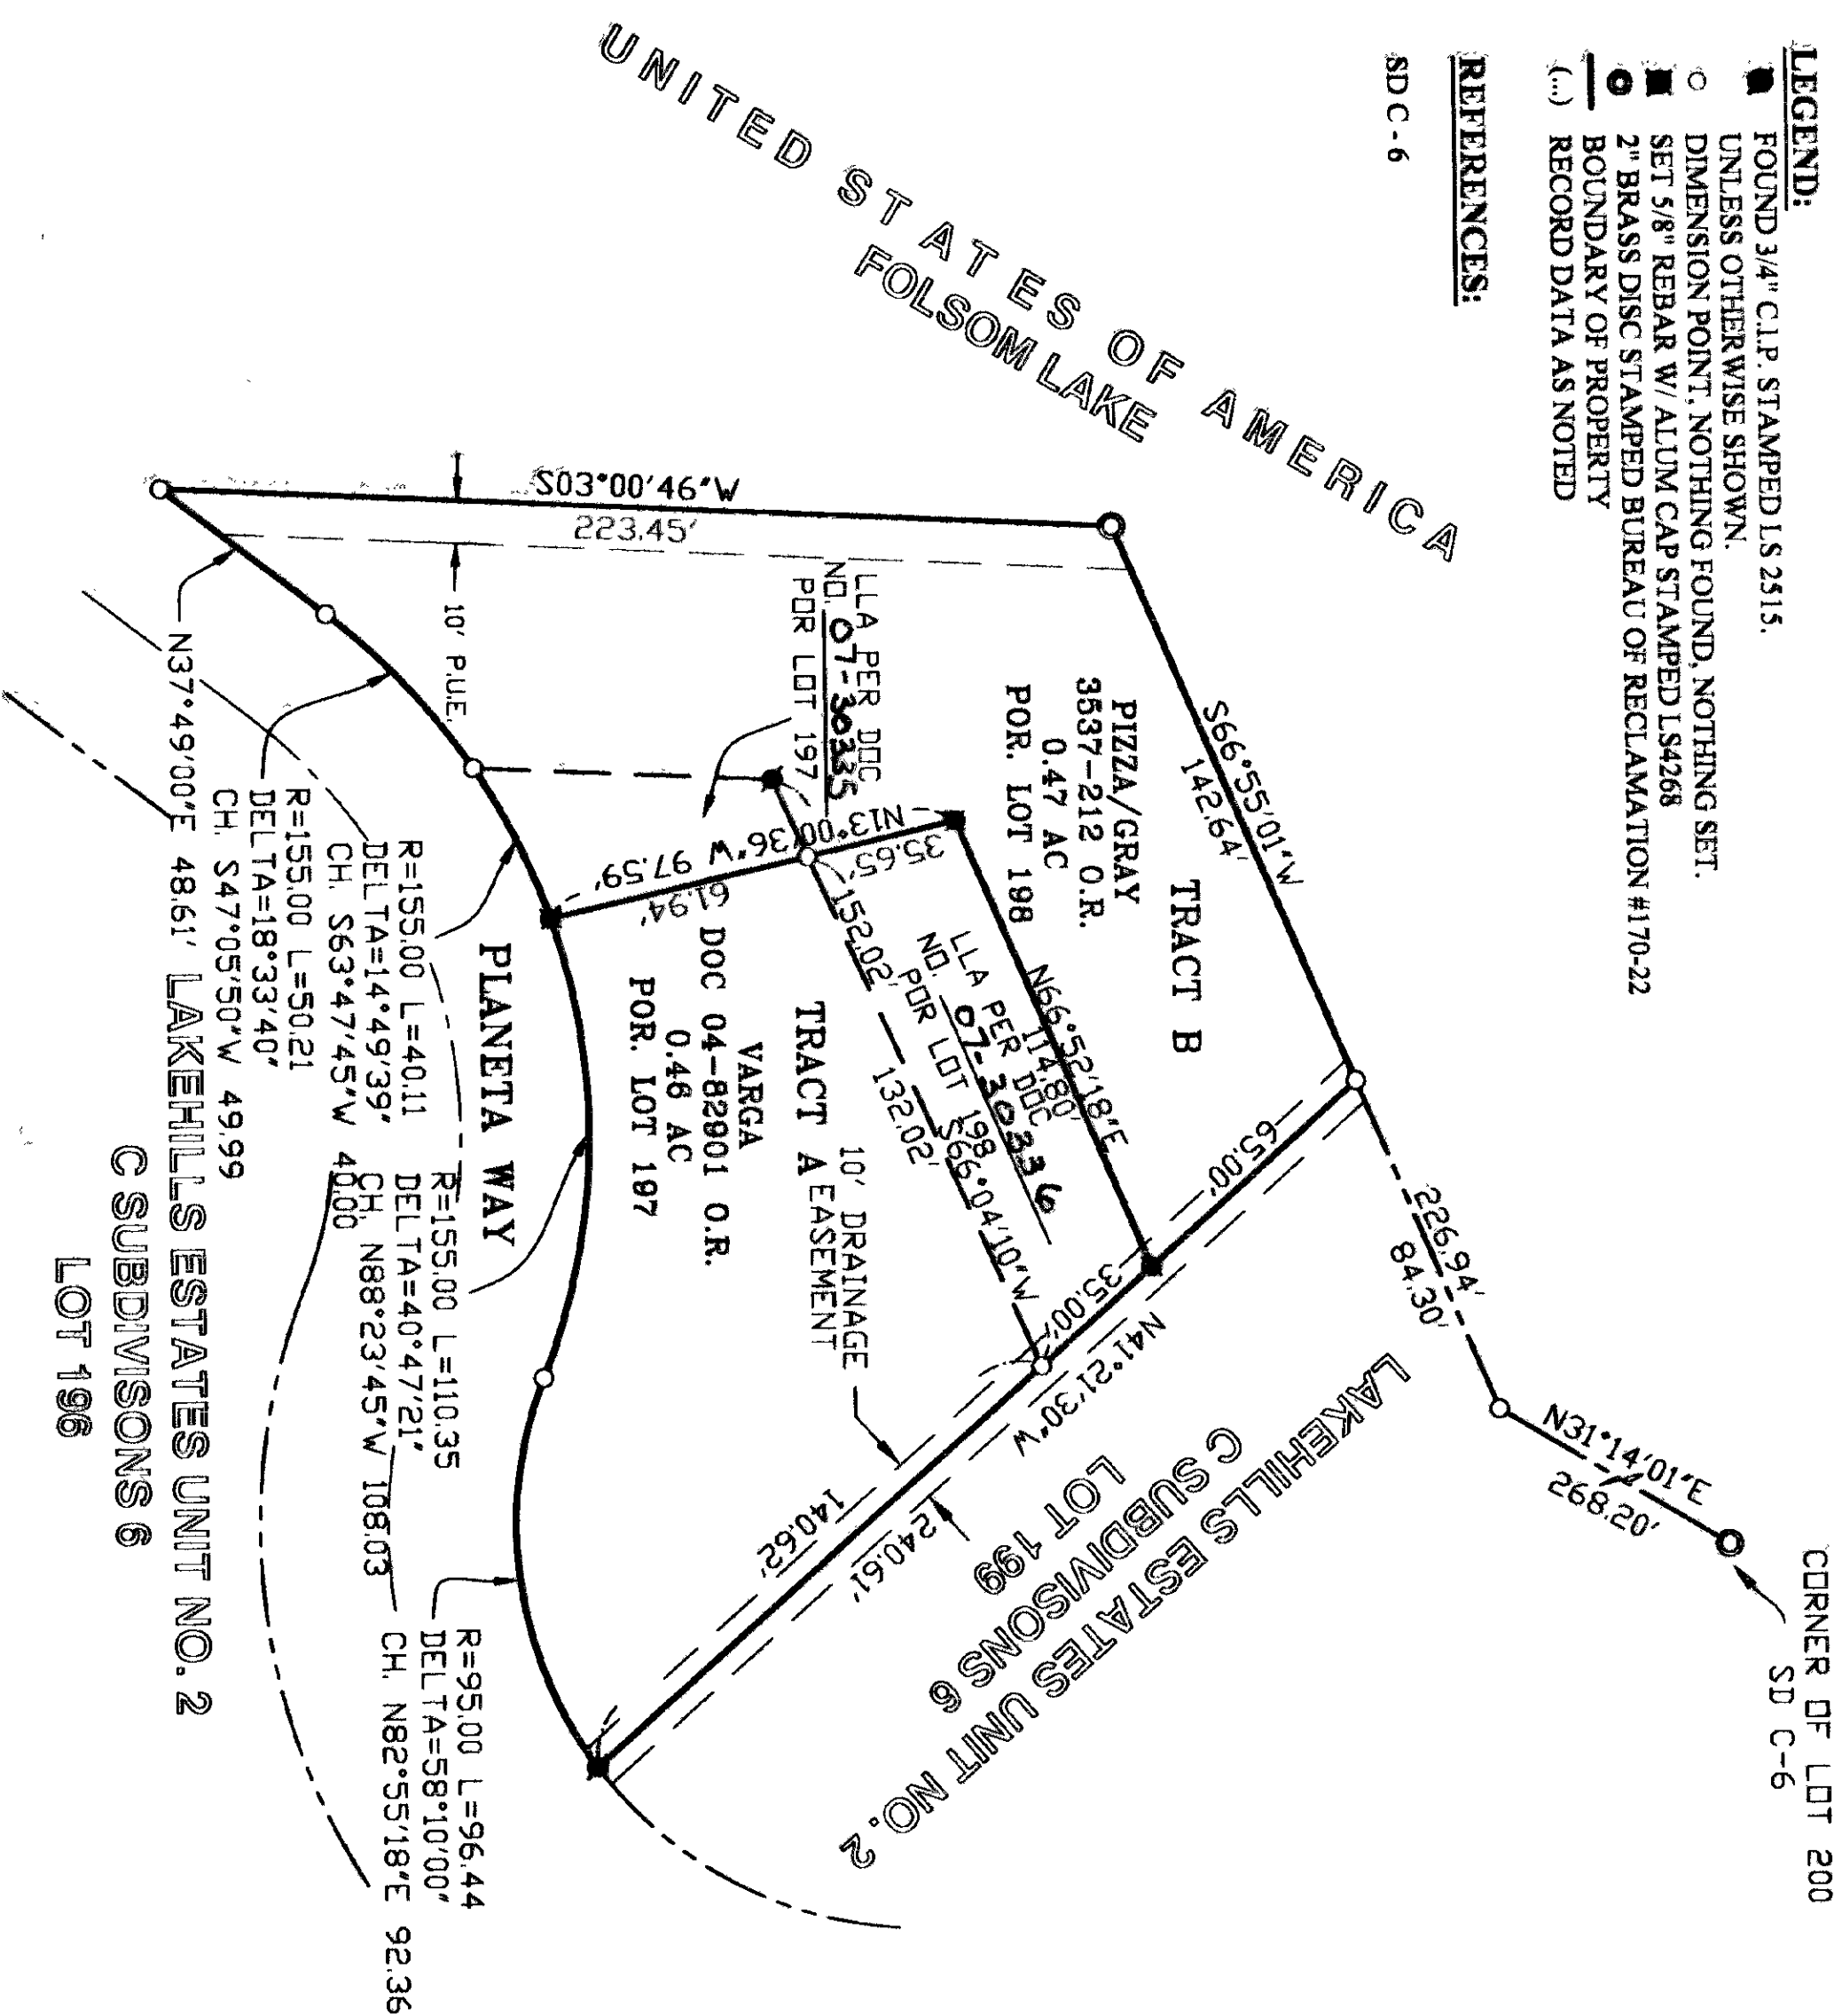 LEGEND:
FOUND 3/4" C.I.P. STAMPED LS 2515.
UNLESS OTHERWISE SHOWN.
DIMENSION POINT, NOTHING FOUND, NOTHING SET.
SET 5/8" REBAR W/ ALUM CAP STAMPED LS4268
2" BRASS DISC STAMPED BUREAU OF RECLAMATION #170-22
BOUNDARY OF PROPERTY
(...) RECORD DATA AS NOTED
REFERENCES:
SD C - 6
UNITED STATES OF AMERICA
FOLSOM LAKE
CORNER OF LOT 200
SD C-6
N31°14'01"E
268.20'
226.94'
84.30'
S66°55'01"W
142.64'
S03°00'46"W
223.45'
10' P.U.E.
TRACT B
PIZZA/GRAY
3537-212 O.R.
0.47 AC
POR. LOT 198
LLA PER DOC
NO. 07-30335
POR LOT 197
N13°00'36"W
35.65'
97.59'
61.94'
N66°52'18"E
114.80'
LLA PER DOC
NO. 07-30336
POR LOT 198
S66°04'10"W
152.02'
132.02'
65.00'
35.00'
N41°21'30"W
240.61'
140.62'
10' DRAINAGE
EASEMENT
TRACT A
VARGA
DOC 04-82901 O.R.
0.46 AC
POR. LOT 197
LAKEHILLS ESTATES UNIT NO. 2
C SUBDIVISONS 6
LOT 199
PLANETA WAY
R=95.00 L=96.44
DELTA=58°10'00"
CH. N82°55'18"E 92.36
R=155.00 L=110.35
DELTA=40°47'21"
CH. N88°23'45"W 108.03
R=155.00 L=40.11
DELTA=14°49'39"
CH. S63°47'45"W 40.00
R=155.00 L=50.21
DELTA=18°33'40"
CH. S47°05'50"W 49.99
N37°49'00"E 48.61'
LAKEHILLS ESTATES UNIT NO. 2
C SUBDIVISONS 6
LOT 196